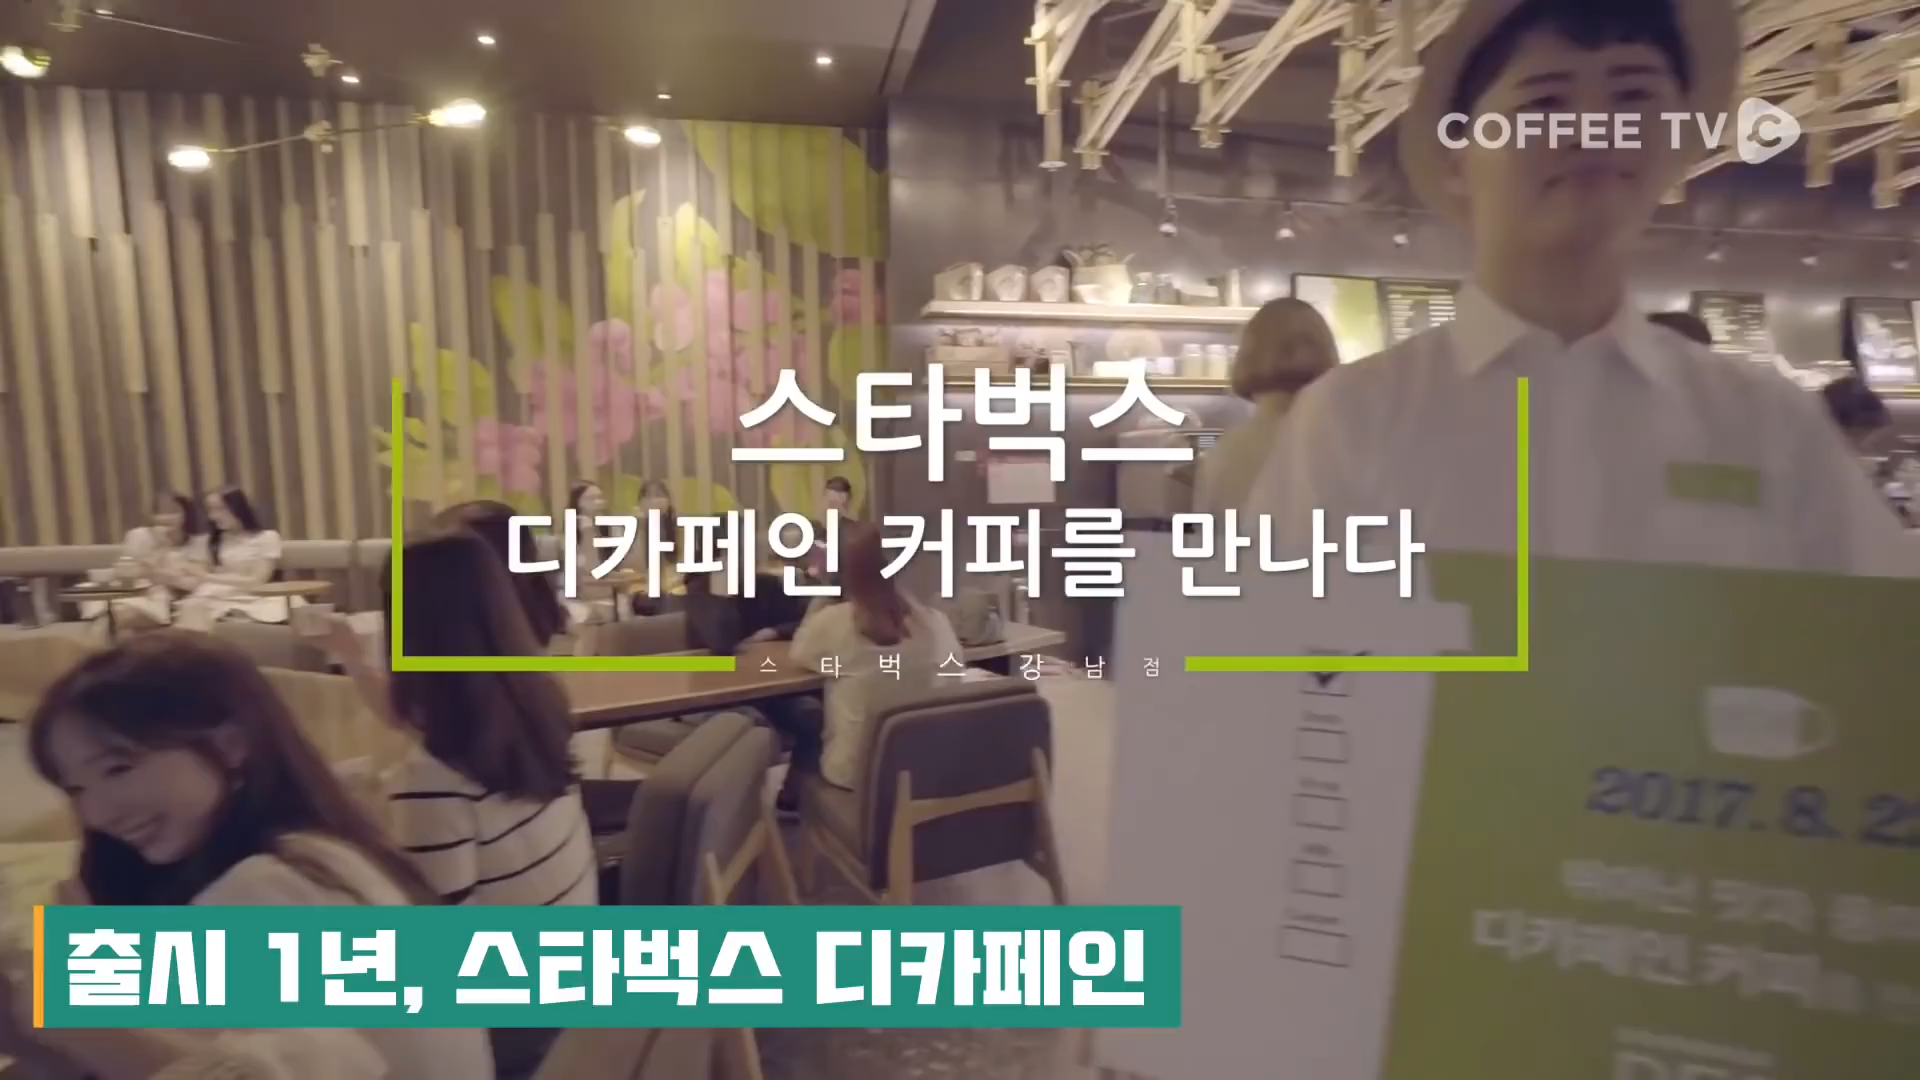 COFFEE TV
스타벅스
디카페인 커피를 만나다
스타벅스강남점
2017. 8. 22
디카페인 커피를
출시 1년, 스타벅스 디카페인